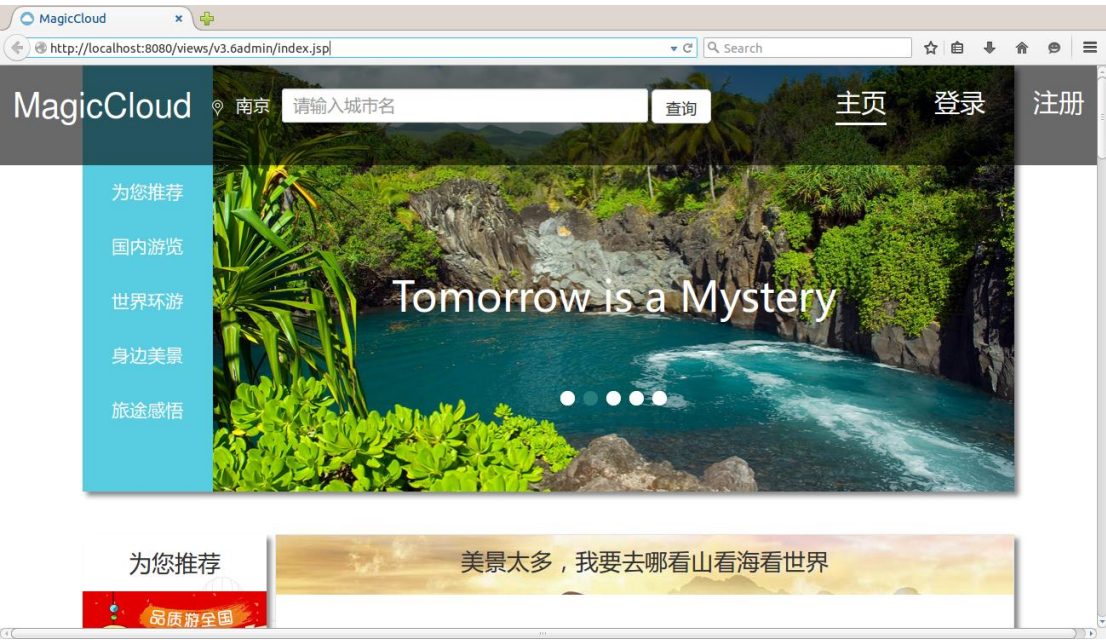 MagicCloud
http://localhost:8080/views/v3.6admin/index.jsp
Search
MagicCloud 南京 请输入城市名 查询 主页 登录 注册
为您推荐
国内游览
世界环游
身边美景
旅途感悟
Tomorrow is a Mystery
为您推荐
美景太多，我要去哪看山看海看世界
品质游全国